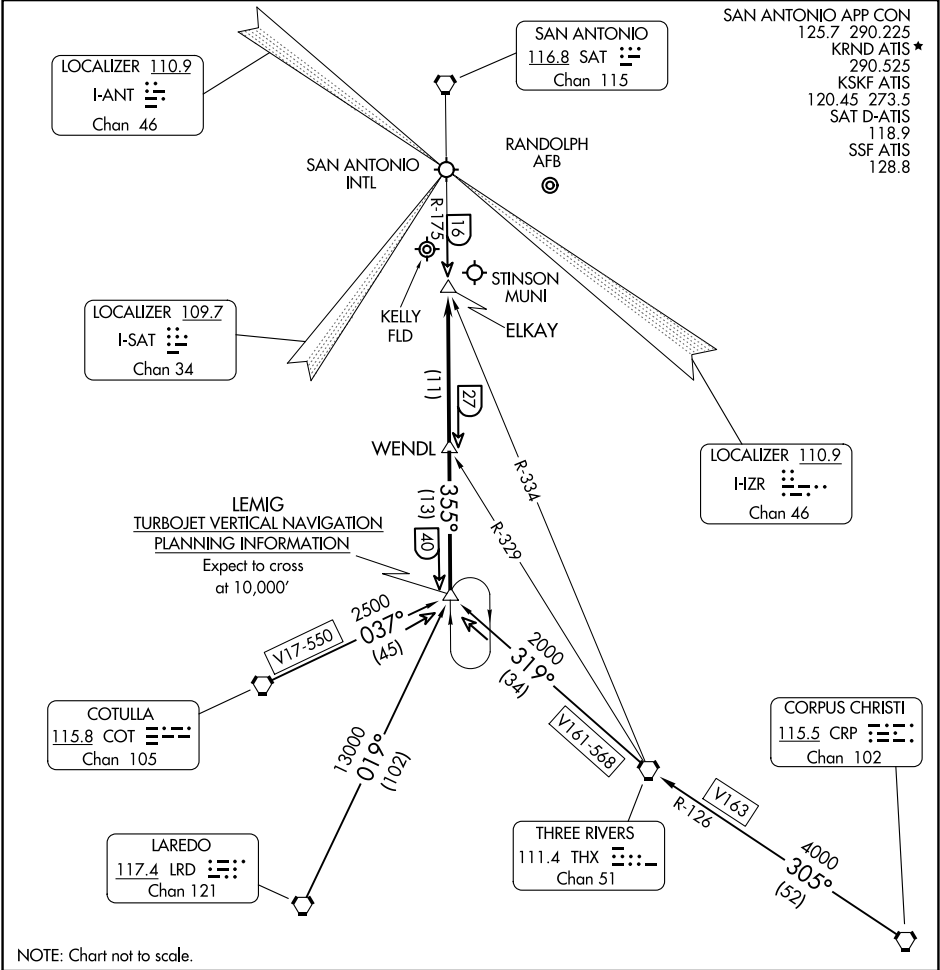 SAN ANTONIO APP CON
125.7 290.225
KRND ATIS ★
290.525
KSKF ATIS
120.45 273.5
SAT D-ATIS
118.9
SSF ATIS
128.8
SAN ANTONIO
116.8 SAT
Chan 115
LOCALIZER 110.9
I-ANT
Chan 46
RANDOLPH
AFB
SAN ANTONIO
INTL
R-175
16
STINSON
MUNI
KELLY
FLD
ELKAY
LOCALIZER 109.7
I-SAT
Chan 34
(11)
27
WENDL
R-334
R-329
LOCALIZER 110.9
I-IZR
Chan 46
355°
(13)
40
LEMIG
TURBOJET VERTICAL NAVIGATION
PLANNING INFORMATION
Expect to cross
at 10,000'
V17-550
2500
037°
(45)
2000
319°
(34)
V161-568
COTULLA
115.8 COT
Chan 105
13000
019°
(102)
CORPUS CHRISTI
115.5 CRP
Chan 102
V163
R-126
4000
305°
(52)
THREE RIVERS
111.4 THX
Chan 51
LAREDO
117.4 LRD
Chan 121
NOTE: Chart not to scale.